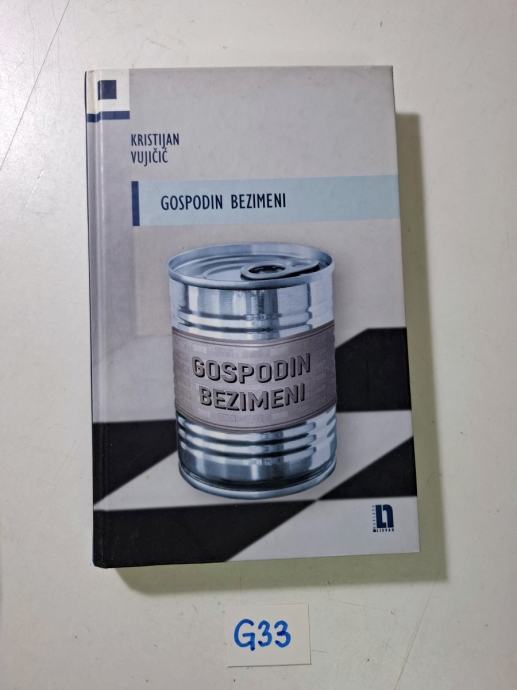 KRISTIJAN
VUJIČIĆ
GOSPODIN BEZIMENI
GOSPODIN
BEZIMENI
G33